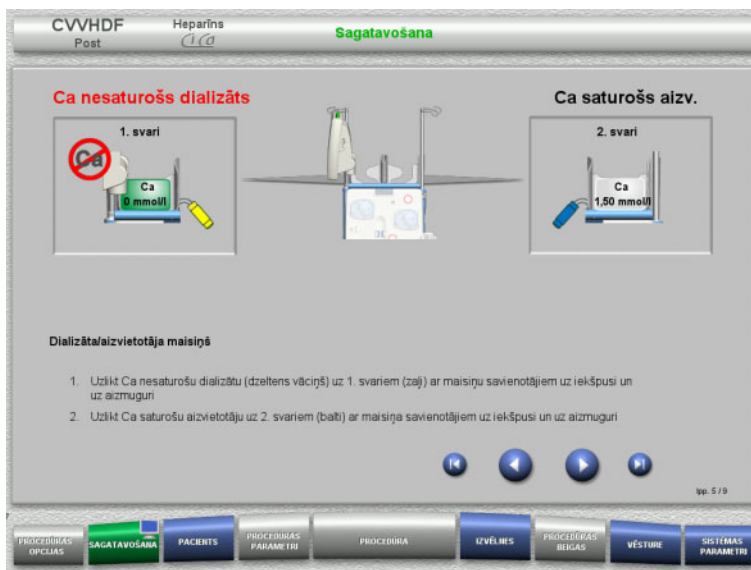 CVVHDF
Post
Heparīns
Ci Ca
Sagatavošana
Ca nesaturošs dializāts
Ca saturošs aizv.
1. svari
Ca
Ca
0 mmol/l
2. svari
Ca
1,50 mmol/l
Dializāta/aizvietotāja maisiņš
1. Uzlikt Ca nesaturošu dializātu (dzeltens vāciņš) uz 1. svariem (zaļi) ar maisiņu savienotājiem uz iekšpusi un
uz aizmuguri
2. Uzlikt Ca saturošu aizvietotāju uz 2. svariem (balti) ar maisiņa savienotājiem uz iekšpusi un uz aizmuguri
lpp. 5 / 9
PROCEDŪRAS
OPCIJAS
SAGATAVOŠANA
PACIENTS
PROCEDŪRAS
PARAMETRI
PROCEDŪRA
IZVĒLNES
PROCEDŪRAS
BEIGAS
VĒSTURE
SISTĒMAS
PARAMETRI